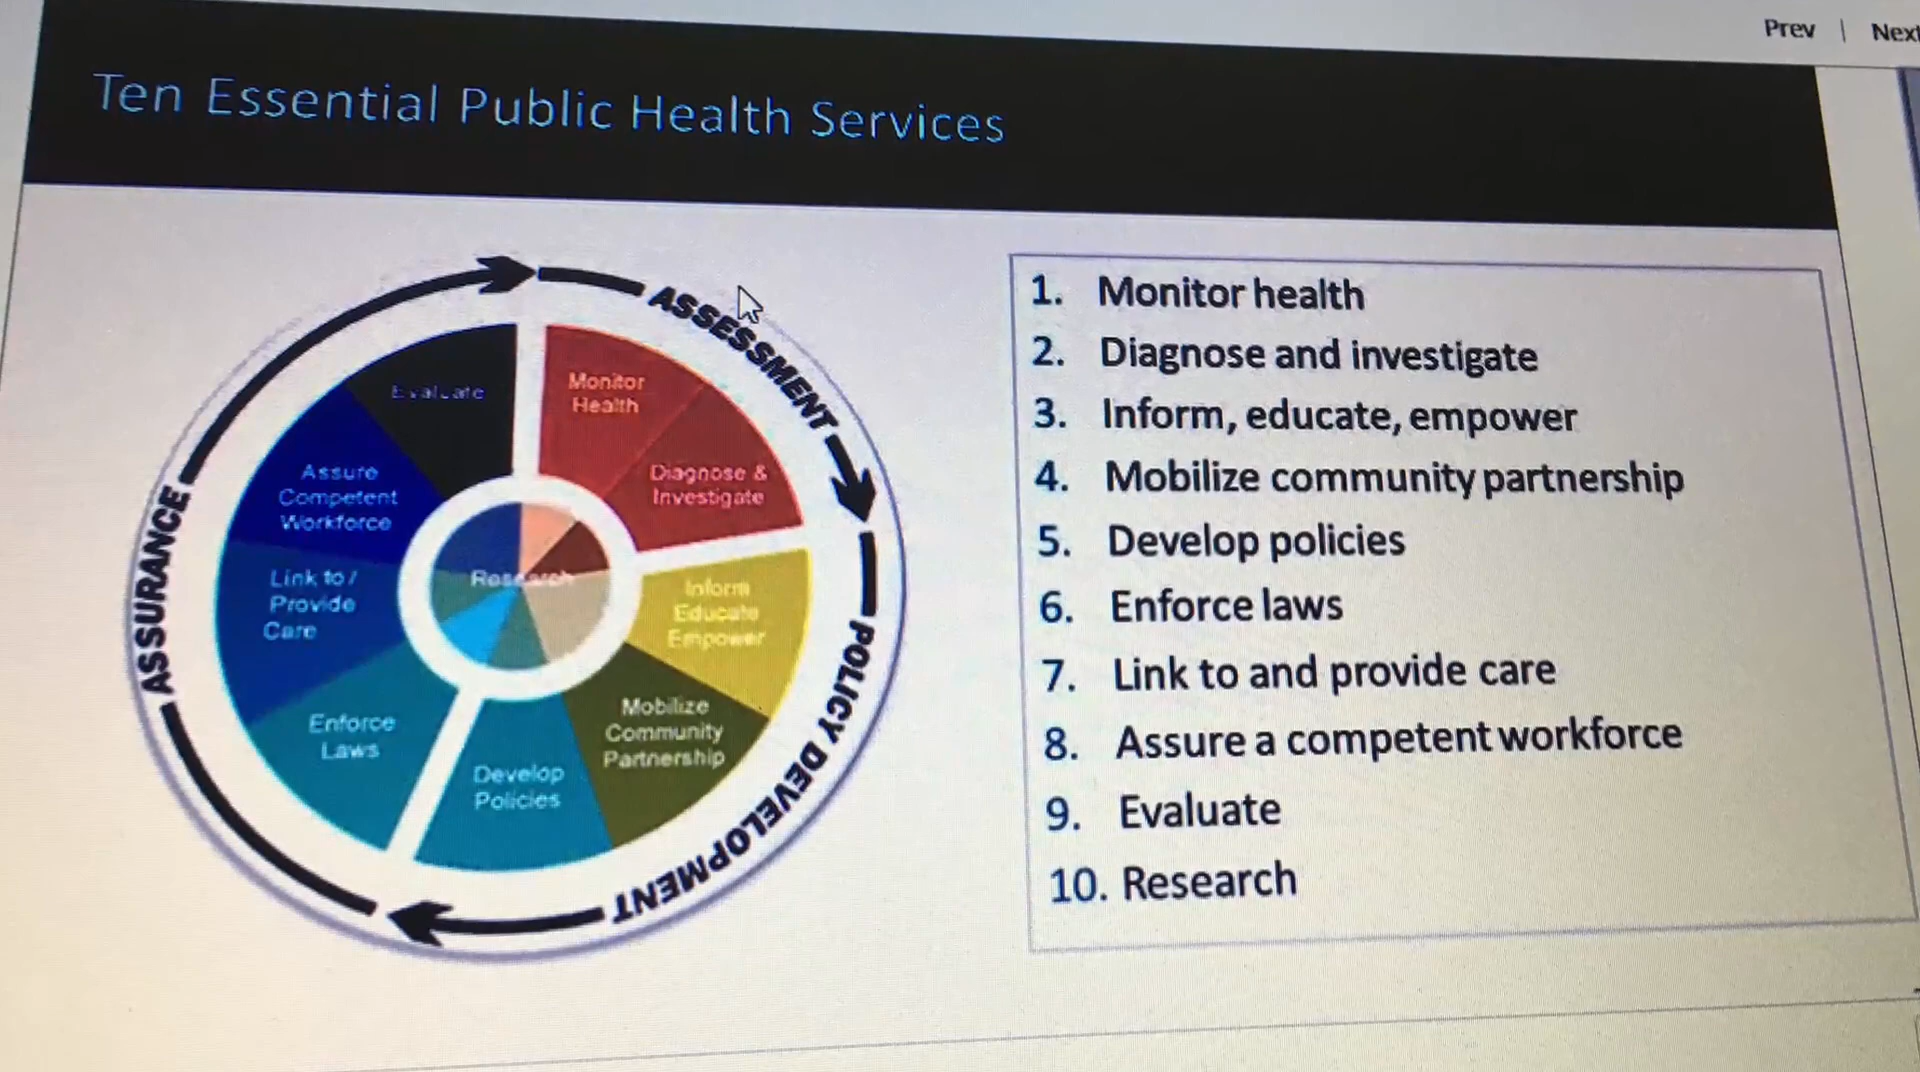 Prev | Next
Ten Essential Public Health Services
ASSESSMENT
POLICY DEVELOPMENT
ASSURANCE
Monitor
Health
Diagnose &
Investigate
Inform
Educate
Empower
Mobilize
Community
Partnership
Develop
Policies
Enforce
Laws
Link to /
Provide
Care
Assure
Competent
Workforce
Evaluate
Research
1. Monitor health
2. Diagnose and investigate
3. Inform, educate, empower
4. Mobilize community partnership
5. Develop policies
6. Enforce laws
7. Link to and provide care
8. Assure a competent workforce
9. Evaluate
10. Research